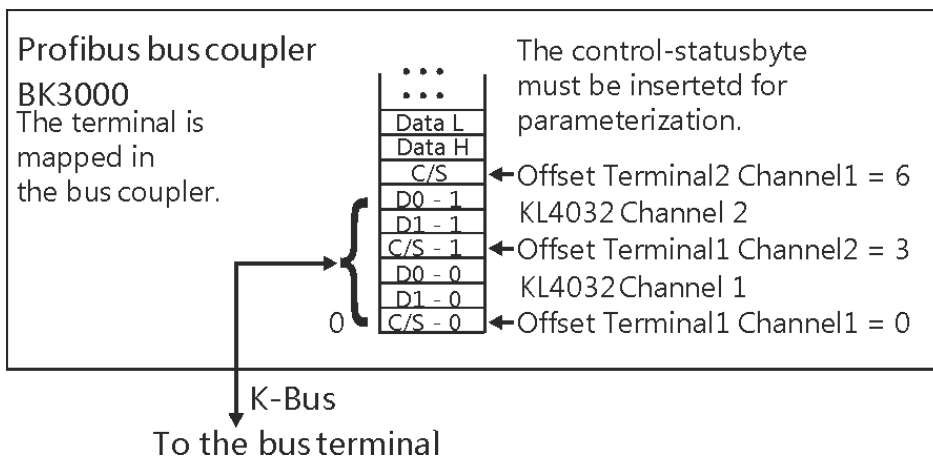 Profibus bus coupler
BK3000
The terminal is
mapped in
the bus coupler.
The control-statusbyte
must be insertetd for
parameterization.
Data L
Data H
C/S
D0 - 1
D1 - 1
C/S - 1
D0 - 0
D1 - 0
C/S - 0
0
Offset Terminal2 Channel1 = 6
KL4032 Channel 2
Offset Terminal1 Channel2 = 3
KL4032 Channel 1
Offset Terminal1 Channel1 = 0
K-Bus
To the bus terminal